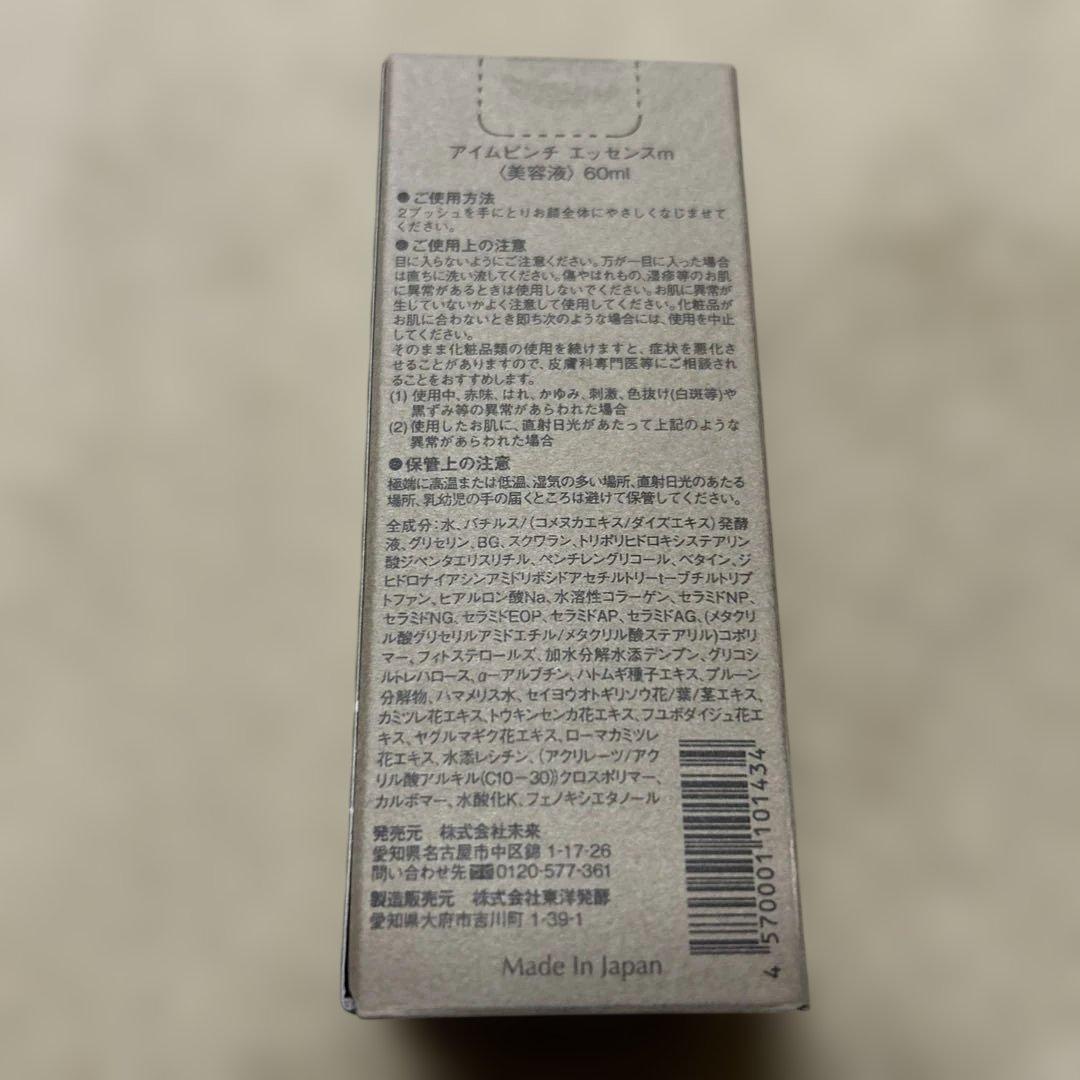 アイムピンチ エッセンスm
〈美容液〉60ml
●ご使用方法
2プッシュを手にとりお顔全体にやさしくなじませて
ください。
●ご使用上の注意
目に入らないようにご注意ください。万が一目に入った場合
は直ちに洗い流してください。傷やはれもの、湿疹等のお肌
に異常があるときは使用しないでください。お肌に異常が
生じていないかよく注意して使用してください。化粧品が
お肌に合わないとき即ち次のような場合には、使用を中止
してください。
そのまま化粧品類の使用を続けますと、症状を悪化さ
せることがありますので、皮膚科専門医等にご相談され
ることをおすすめします。
(1) 使用中、赤味、はれ、かゆみ、刺激、色抜け(白斑等)や
黒ずみ等の異常があらわれた場合
(2) 使用したお肌に、直射日光があたって上記のような
異常があらわれた場合
●保管上の注意
極端に高温または低温、湿気の多い場所、直射日光のあたる
場所、乳幼児の手の届くところは避けて保管してください。
全成分：水、バチルス/(コメヌカエキス/ダイズエキス)発酵
液、グリセリン、BG、スクワラン、トリポリヒドロキシステアリン
酸ジペンタエリスリチル、ペンチレングリコール、ベタイン、ジ
ヒドロナイアシンアミドリボシドアセチルトリーt－ブチルトリプ
トファン、ヒアルロン酸Na、水溶性コラーゲン、セラミドNP、
セラミドNG、セラミドEOP、セラミドAP、セラミドAG、(メタクリ
ル酸グリセリルアミドエチル/メタクリル酸ステアリル)コポリ
マー、フィトステロールズ、加水分解水添デンプン、グリコシ
ルトレハロース、α－アルブチン、ハトムギ種子エキス、プルーン
分解物、ハマメリス水、セイヨウオトギリソウ花/葉/茎エキス、
カミツレ花エキス、トウキンセンカ花エキス、フユボダイジュ花エ
キス、ヤグルマギク花エキス、ローマカミツレ
花エキス、水添レシチン、(アクリレーツ/アク
リル酸アルキル(C10－30))クロスポリマー、
カルボマー、水酸化K、フェノキシエタノール
発売元 株式会社未来
愛知県名古屋市中区錦 1-17-26
問い合わせ先 0120-577-361
製造販売元 株式会社東洋発酵
愛知県大府市吉川町 1-39-1
Made In Japan
4 570001 101434